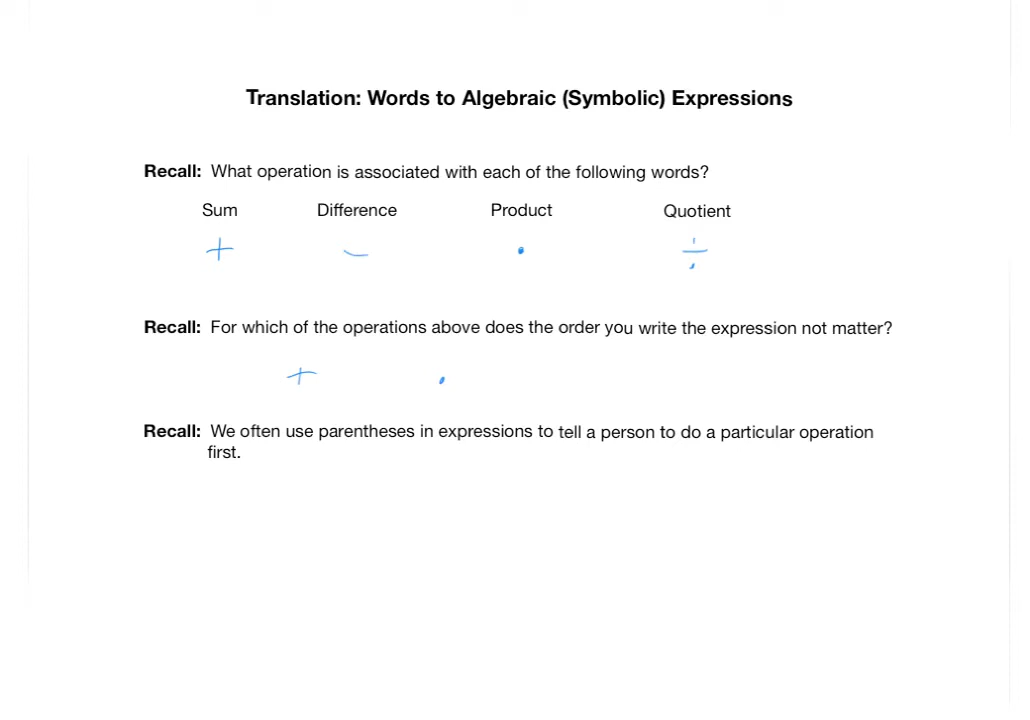 Translation: Words to Algebraic (Symbolic) Expressions
Recall: What operation is associated with each of the following words?
Sum Difference Product Quotient
+ − • ÷
Recall: For which of the operations above does the order you write the expression not matter?
+ •
Recall: We often use parentheses in expressions to tell a person to do a particular operation
first.